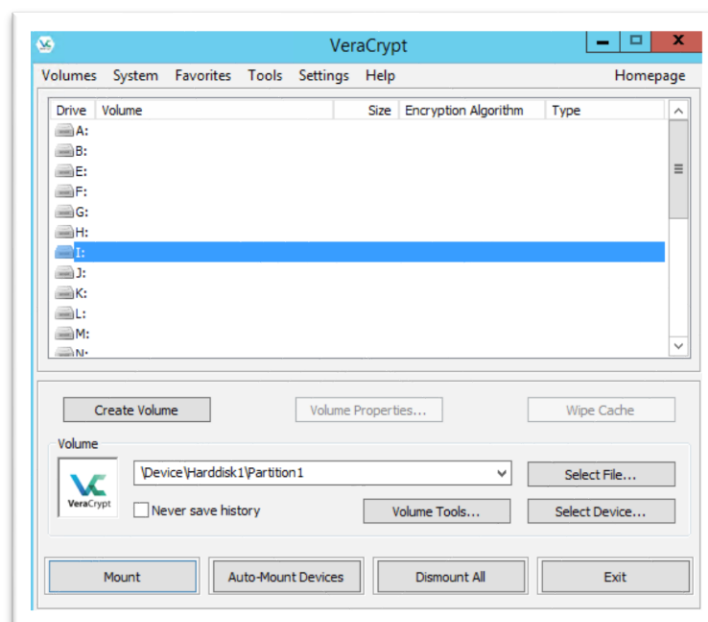 VeraCrypt
Volumes System Favorites Tools Settings Help Homepage
Drive Volume Size Encryption Algorithm Type
A:
B:
E:
F:
G:
H:
I:
J:
K:
L:
M:
N:
Create Volume Volume Properties... Wipe Cache
Volume
\Device\Harddisk1\Partition1 Select File...
VeraCrypt
Never save history Volume Tools... Select Device...
Mount Auto-Mount Devices Dismount All Exit